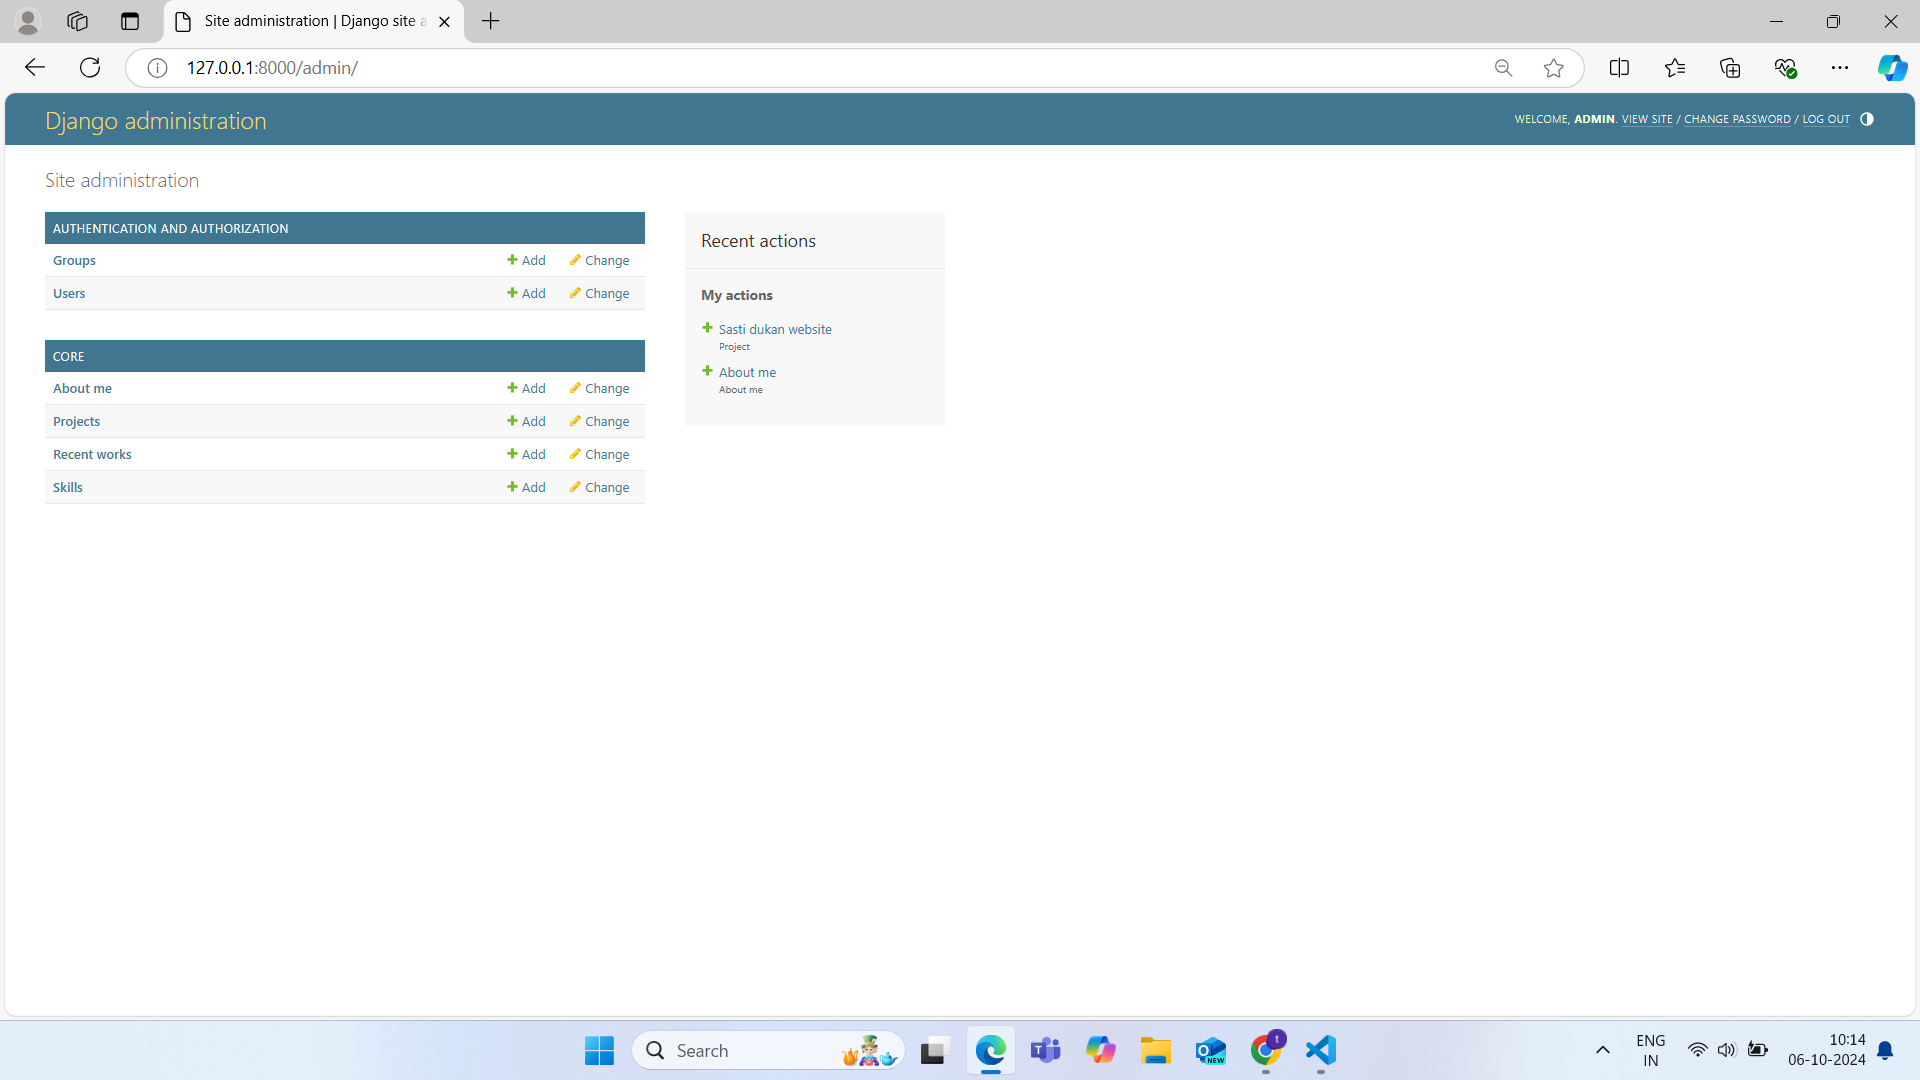 Site administration | Django site a
127.0.0.1:8000/admin/
Django administration
WELCOME, ADMIN. VIEW SITE / CHANGE PASSWORD / LOG OUT
Site administration
AUTHENTICATION AND AUTHORIZATION
Groups Add Change
Users Add Change
CORE
About me Add Change
Projects Add Change
Recent works Add Change
Skills Add Change
Recent actions
My actions
Sasti dukan website
Project
About me
About me
Search
NEW
t
ENG
IN
10:14
06-10-2024